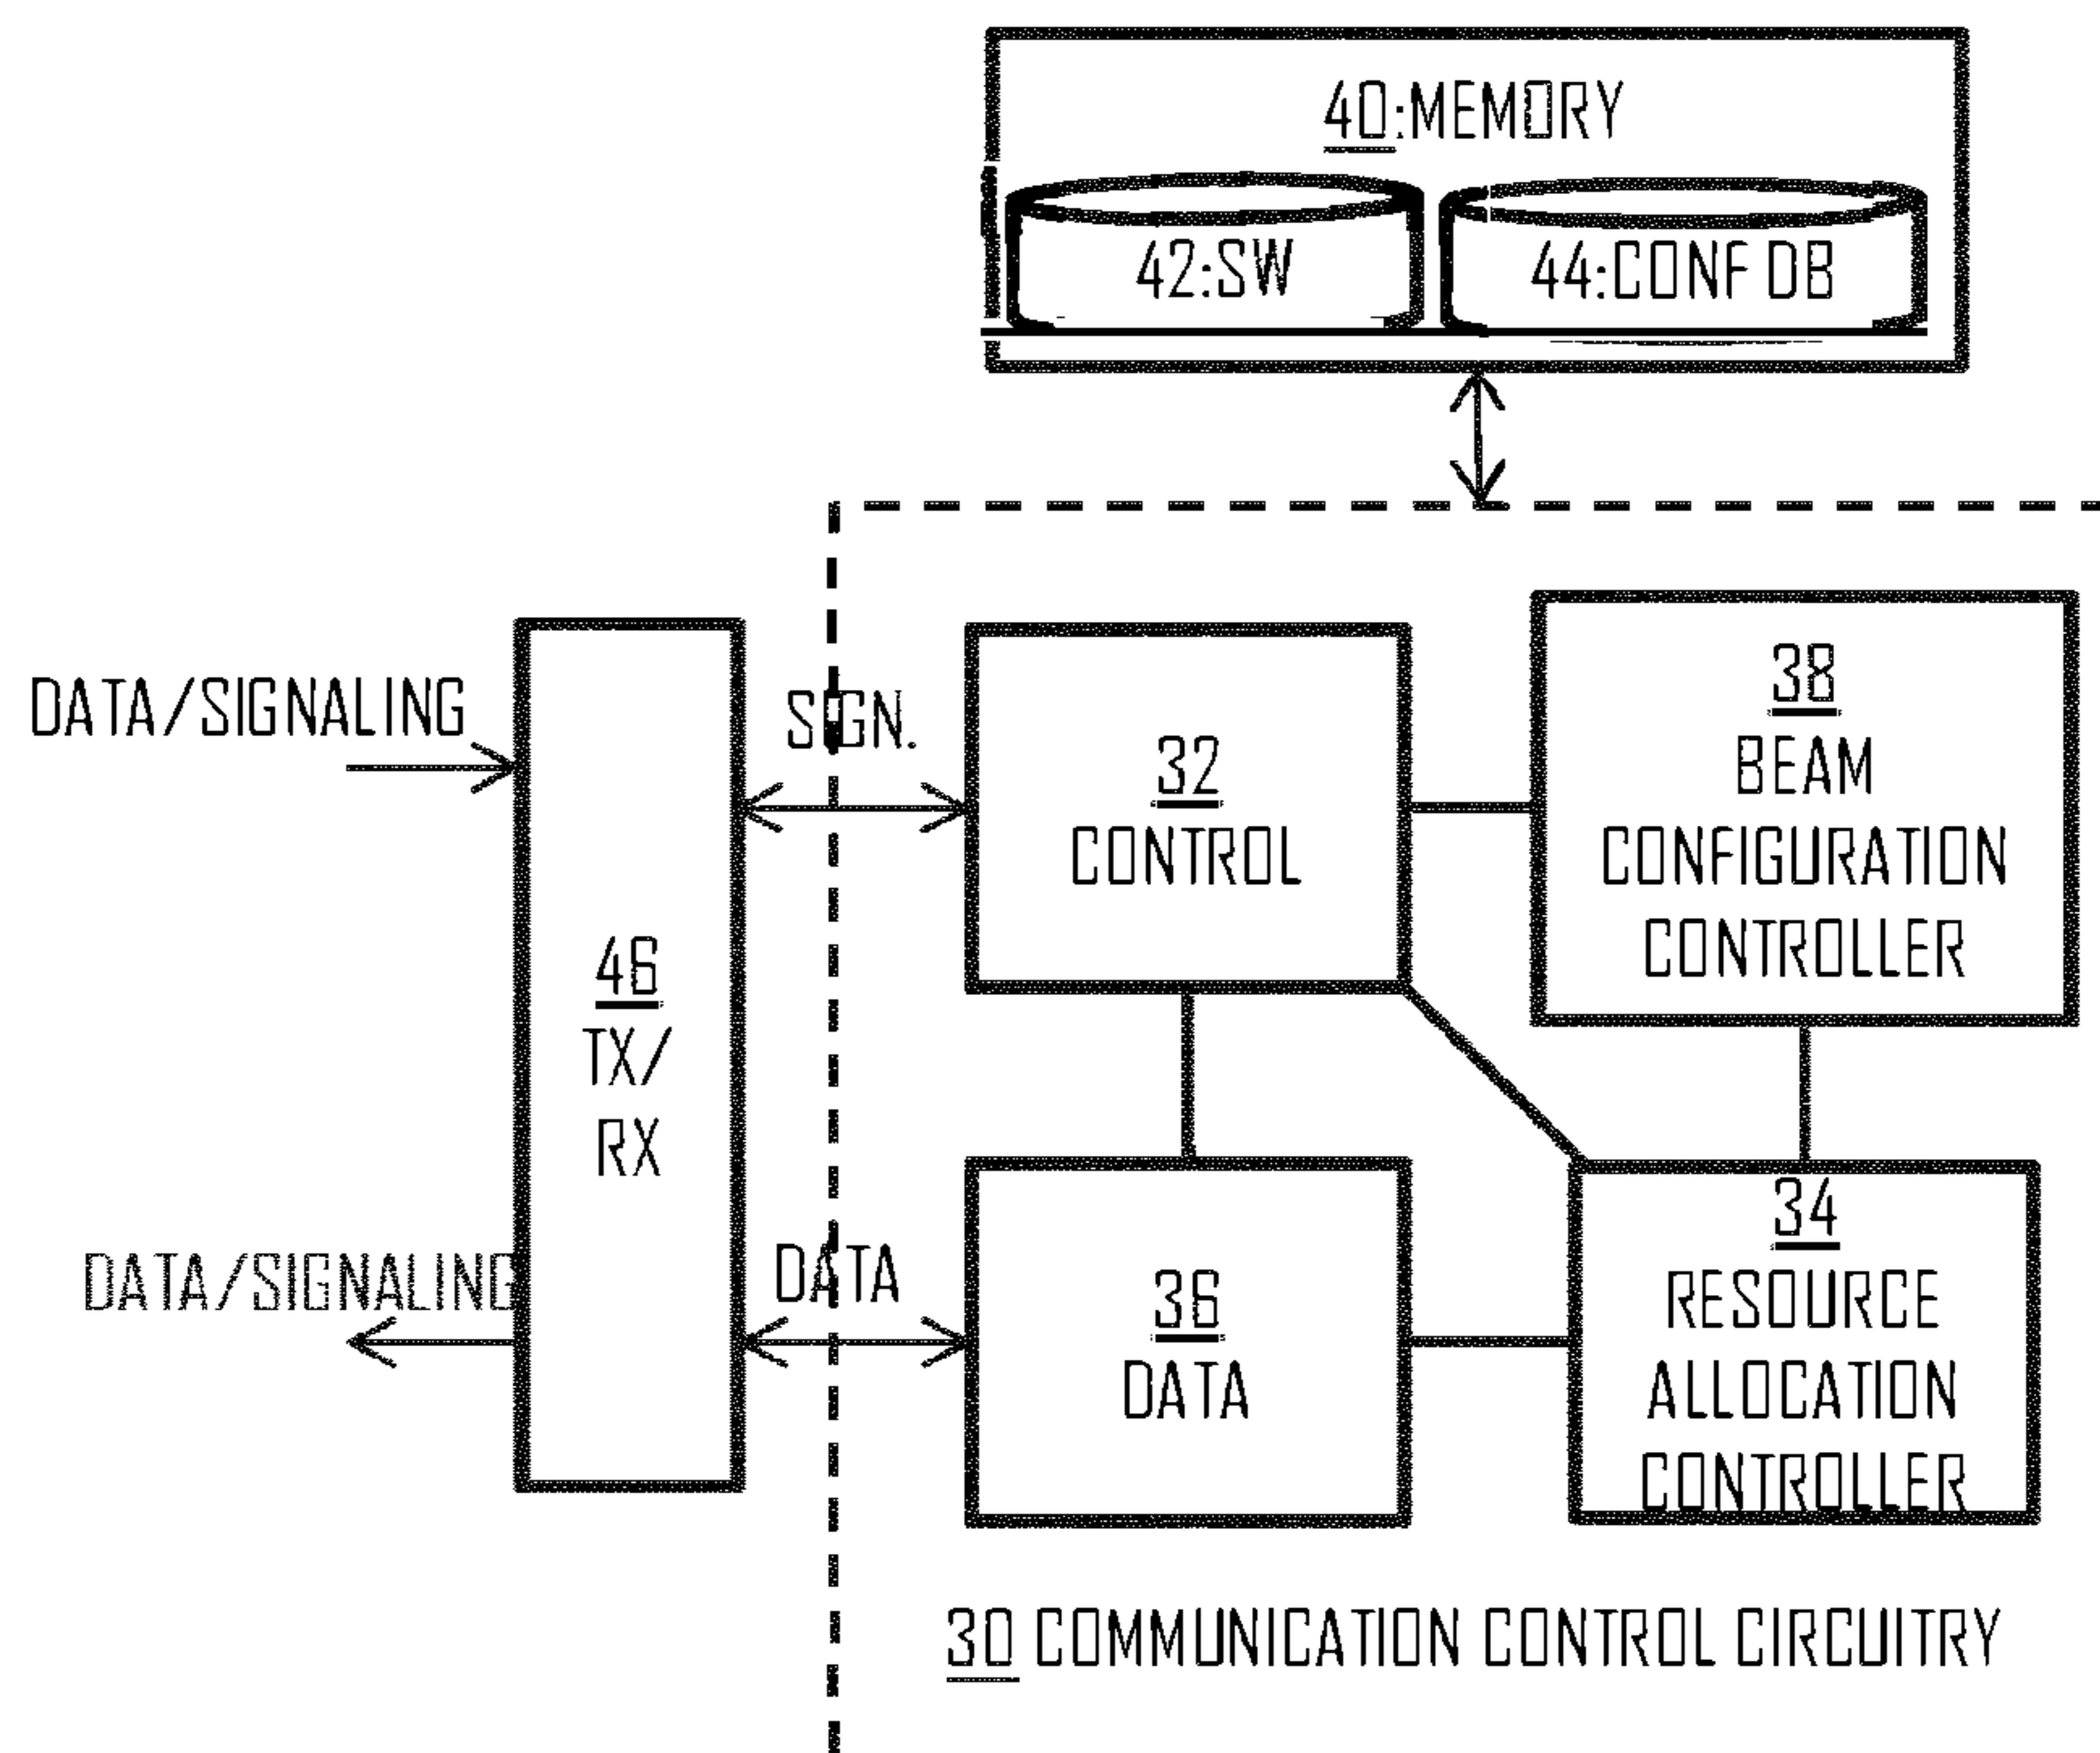 40:MEMORY
42:SW
44:CONF DB
DATA/SIGNALING
SIGN.
32
CONTROL
38
BEAM
CONFIGURATION
CONTROLLER
46
TX/
RX
DATA/SIGNALING
DATA
36
DATA
34
RESOURCE
ALLOCATION
CONTROLLER
30 COMMUNICATION CONTROL CIRCUITRY